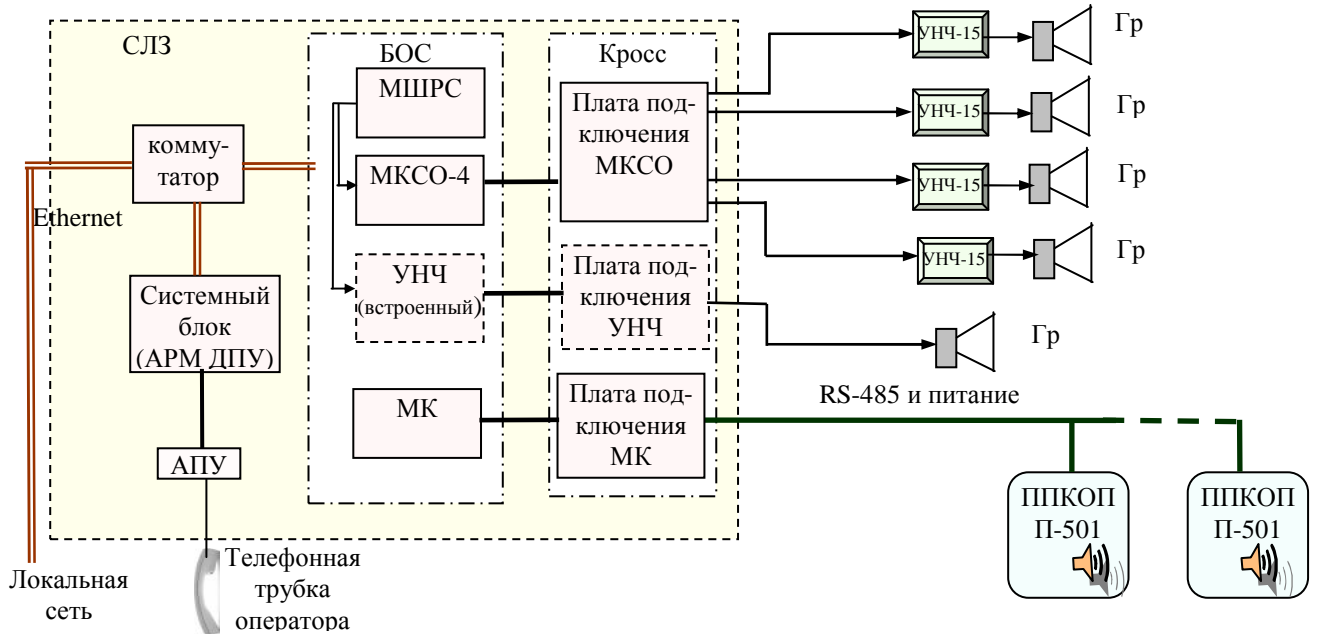 СЛЗ
БОС
Кросс
МШРС
МКСО-4
УНЧ
(встроенный)
МК
Плата под-
ключения
МКСО
Плата под-
ключения
УНЧ
Плата под-
ключения
МК
комму-
татор
Ethernet
Системный
блок
(АРМ ДПУ)
АПУ
Локальная
сеть
Телефонная
трубка
оператора
УНЧ-15
Гр
УНЧ-15
Гр
УНЧ-15
Гр
УНЧ-15
Гр
Гр
RS-485 и питание
ППКОП
П-501
ППКОП
П-501